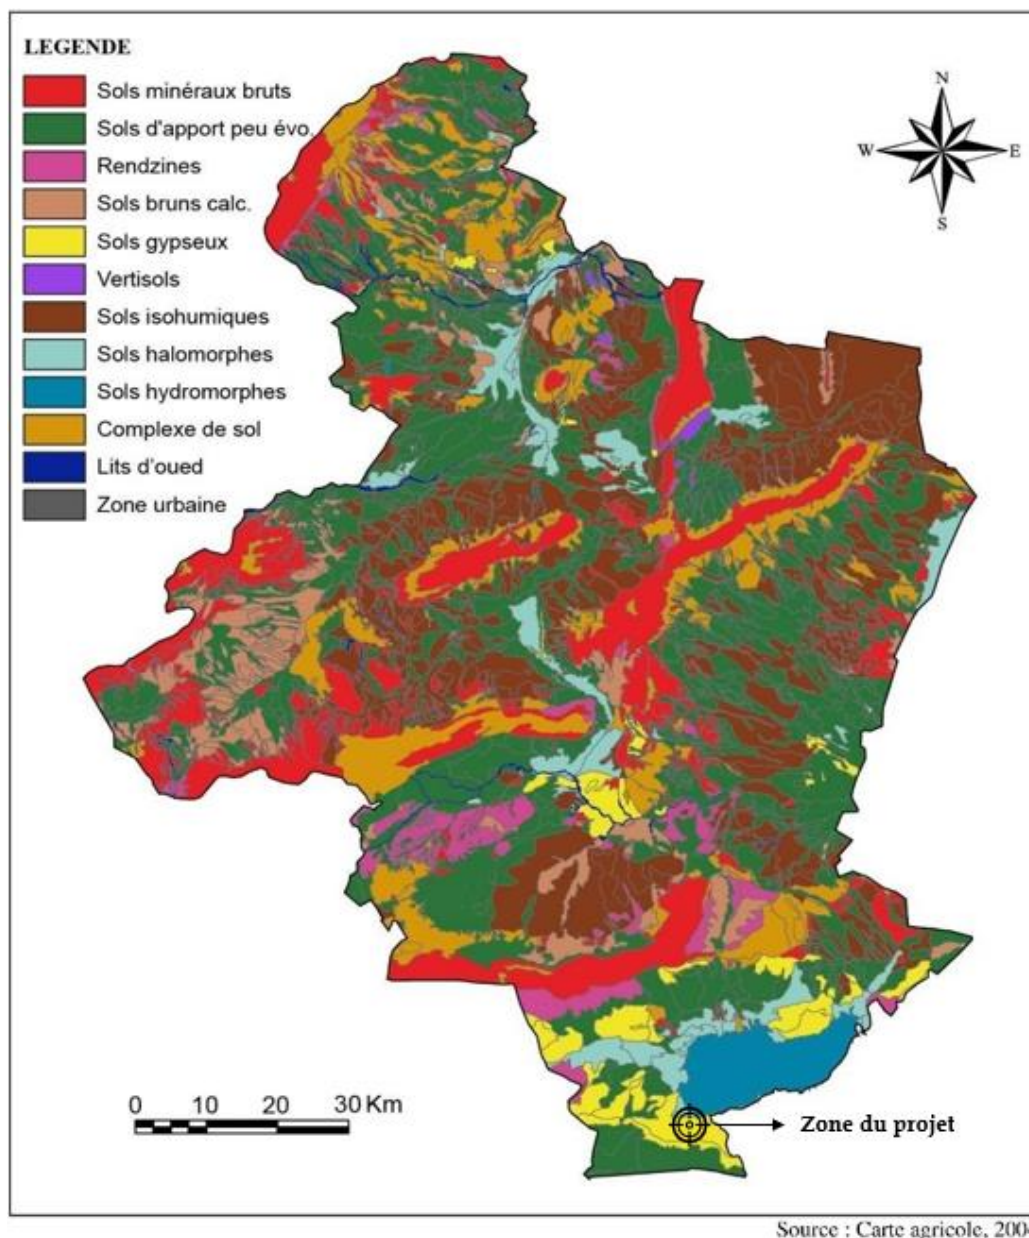 LEGENDE
Sols minéraux bruts
Sols d'apport peu évo.
Rendzines
Sols bruns calc.
Sols gypseux
Vertisols
Sols isohumiques
Sols halomorphes
Sols hydromorphes
Complexe de sol
Lits d'oued
Zone urbaine
N
W
E
S
0 10 20 30 Km
Zone du projet
Source : Carte agricole,